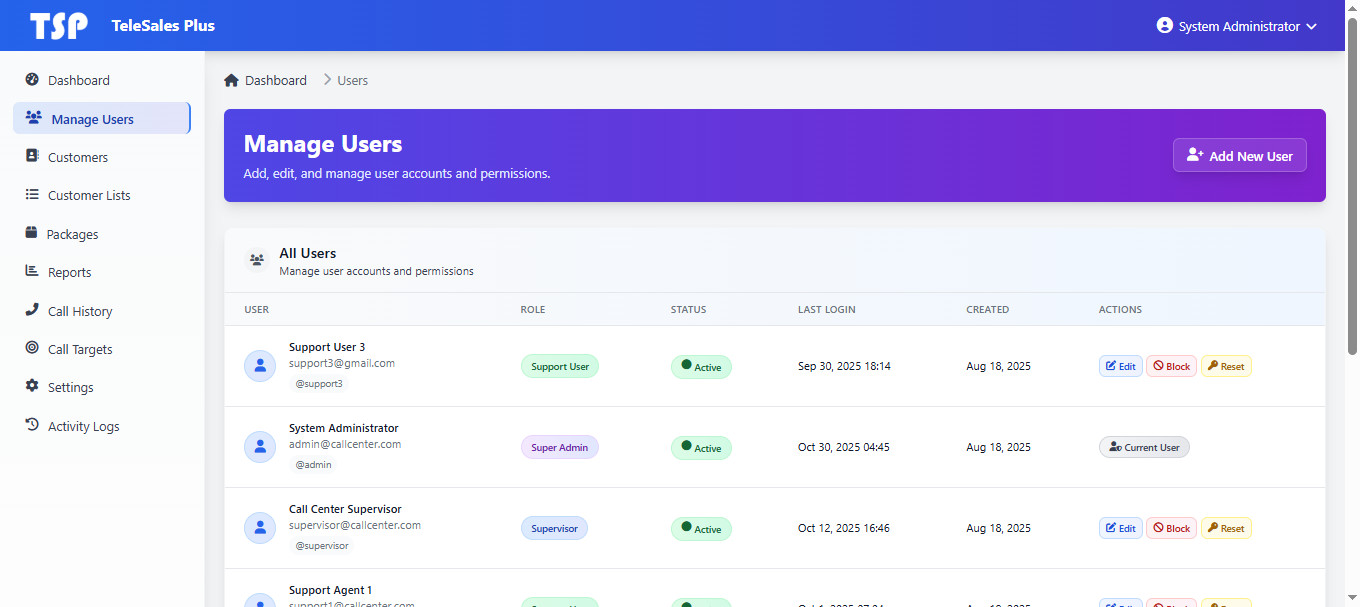 TSP TeleSales Plus System Administrator
Dashboard
Manage Users
Customers
Customer Lists
Packages
Reports
Call History
Call Targets
Settings
Activity Logs
Dashboard Users
Manage Users
Add, edit, and manage user accounts and permissions.
Add New User
All Users
Manage user accounts and permissions
USER ROLE STATUS LAST LOGIN CREATED ACTIONS
Support User 3
support3@gmail.com
@support3
Support User Active Sep 30, 2025 18:14 Aug 18, 2025 Edit Block Reset
System Administrator
admin@callcenter.com
@admin
Super Admin Active Oct 30, 2025 04:45 Aug 18, 2025 Current User
Call Center Supervisor
supervisor@callcenter.com
@supervisor
Supervisor Active Oct 12, 2025 16:46 Aug 18, 2025 Edit Block Reset
Support Agent 1
support1@callcenter.com